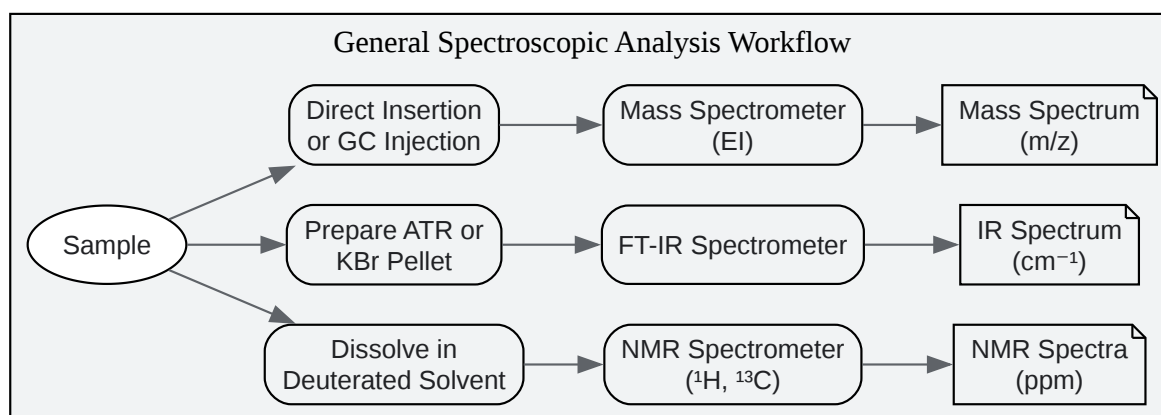 General Spectroscopic Analysis Workflow
Direct Insertion
or GC Injection
Mass Spectrometer
(EI)
Mass Spectrum
(m/z)
Sample
Prepare ATR or
KBr Pellet
FT-IR Spectrometer
IR Spectrum
(cm⁻¹)
Dissolve in
Deuterated Solvent
NMR Spectrometer
(¹H, ¹³C)
NMR Spectra
(ppm)